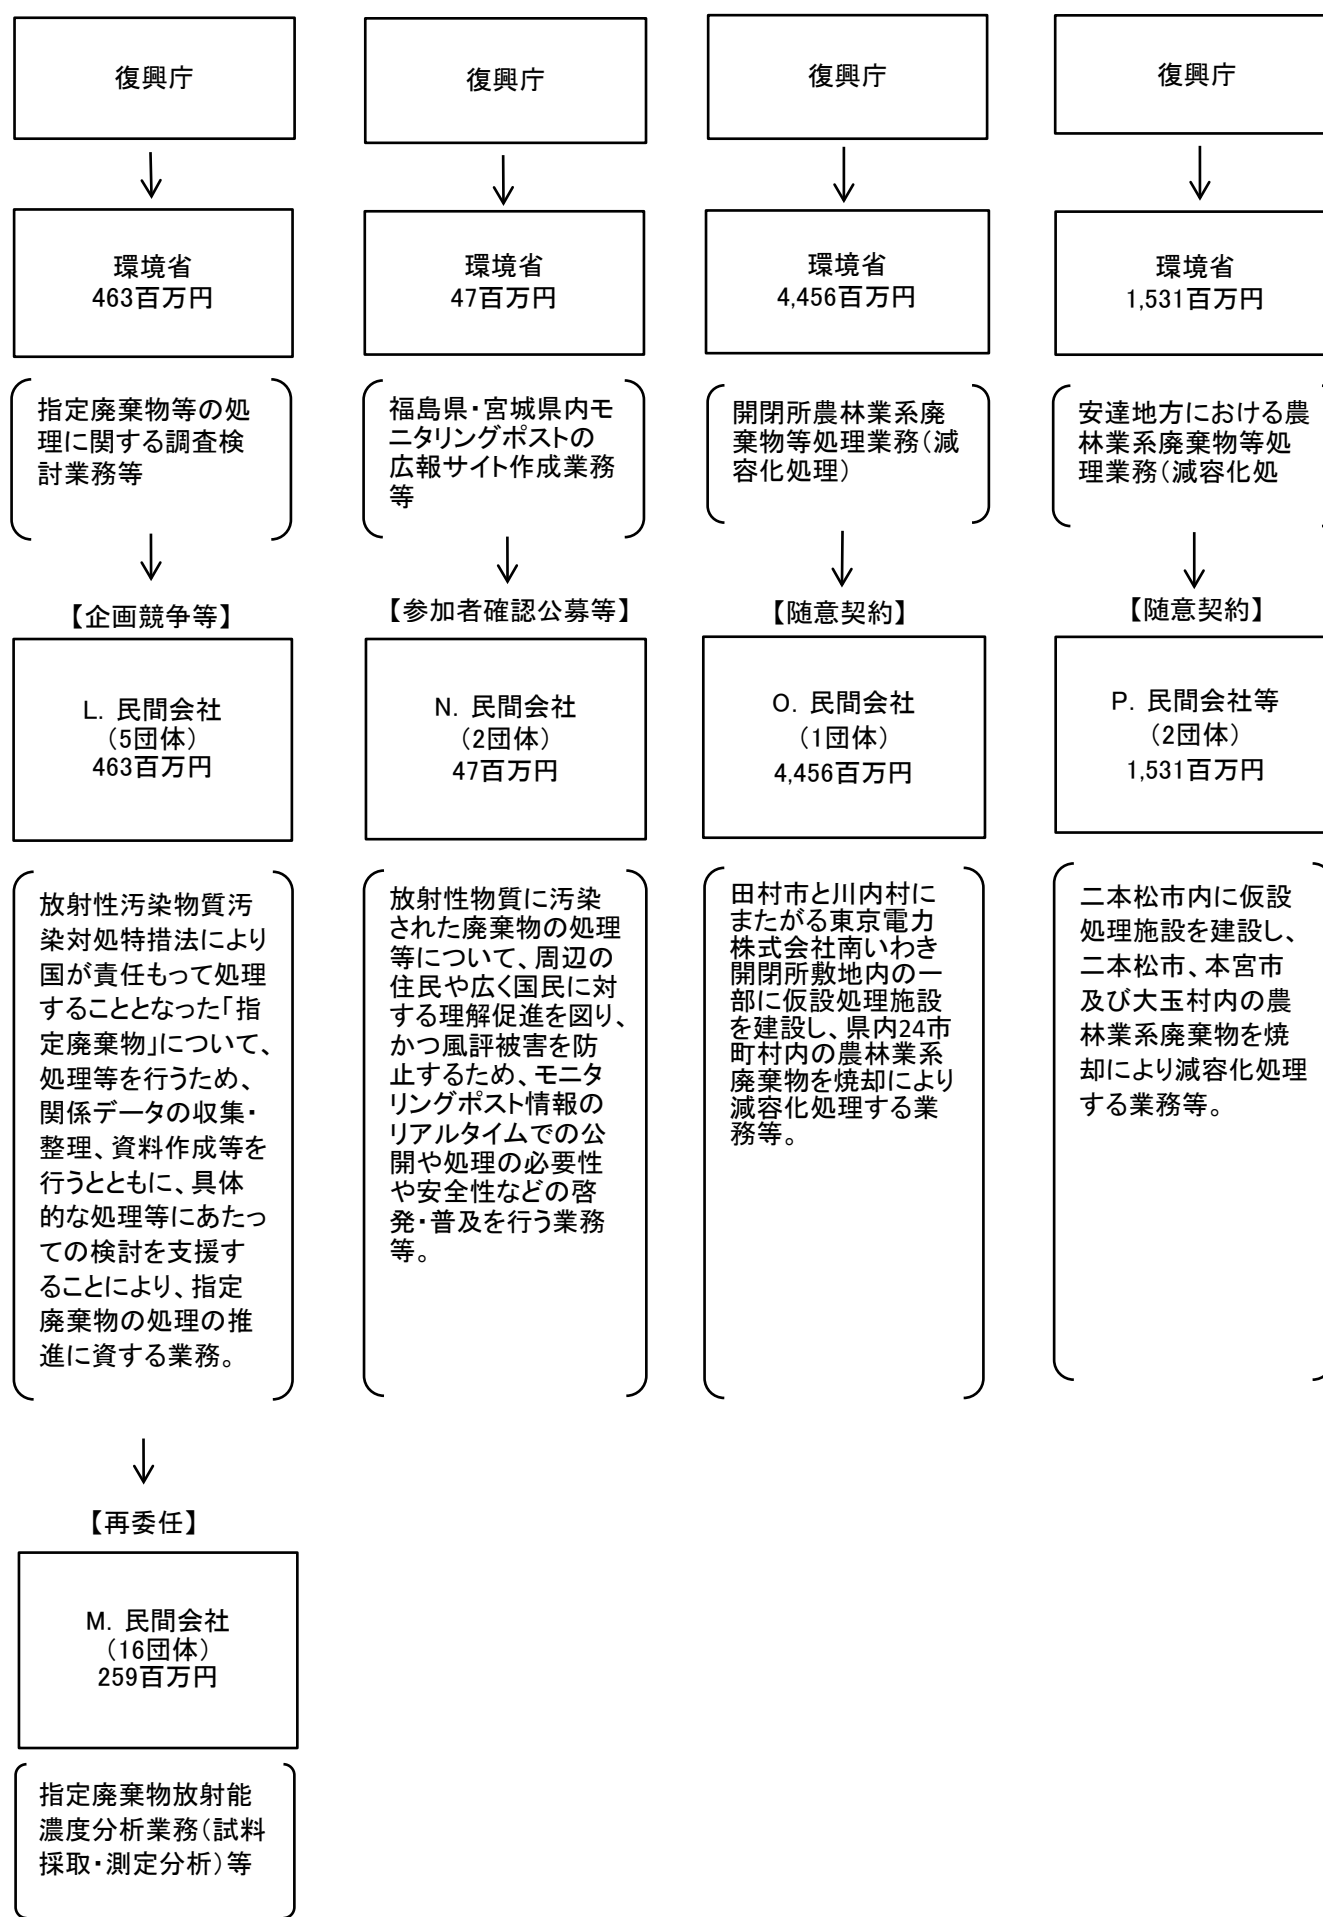 復興庁
環境省
463百万円
指定廃棄物等の処
理に関する調査検
討業務等
【企画競争等】
L. 民間会社
(5団体)
463百万円
放射性汚染物質汚
染対処特措法により
国が責任もって処理
することとなった「指
定廃棄物」について、
処理等を行うため、
関係データの収集・
整理、資料作成等を
行うとともに、具体
的な処理等にあたっ
ての検討を支援す
ることにより、指定
廃棄物の処理の推
進に資する業務。
【再委任】
M. 民間会社
(16団体)
259百万円
指定廃棄物放射能
濃度分析業務(試料
採取・測定分析)等
復興庁
環境省
47百万円
福島県・宮城県内モ
ニタリングポストの
広報サイト作成業務
等
【参加者確認公募等】
N. 民間会社
(2団体)
47百万円
放射性物質に汚染
された廃棄物の処理
等について、周辺の
住民や広く国民に対
する理解促進を図り、
かつ風評被害を防
止するため、モニタ
リングポスト情報の
リアルタイムでの公
開や処理の必要性
や安全性などの啓
発・普及を行う業務
等。
復興庁
環境省
4,456百万円
開閉所農林業系廃
棄物等処理業務(減
容化処理)
【随意契約】
O. 民間会社
(1団体)
4,456百万円
田村市と川内村に
またがる東京電力
株式会社南いわき
開閉所敷地内の一
部に仮設処理施設
を建設し、県内24市
町村内の農林業系
廃棄物を焼却により
減容化処理する業
務等。
復興庁
環境省
1,531百万円
安達地方における農
林業系廃棄物等処
理業務(減容化処
【随意契約】
P. 民間会社等
(2団体)
1,531百万円
二本松市内に仮設
処理施設を建設し、
二本松市、本宮市
及び大玉村内の農
林業系廃棄物を焼
却により減容化処理
する業務等。